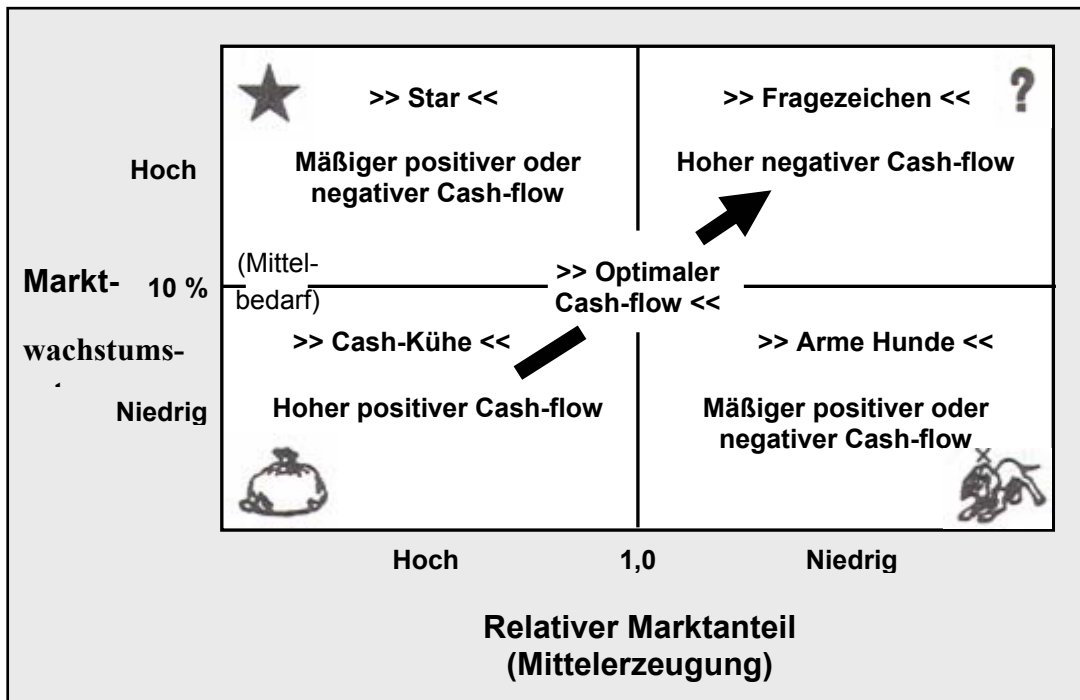 >> Star <<
Mäßiger positiver oder
negativer Cash-flow
>> Fragezeichen <<
?
Hoher negativer Cash-flow
Hoch
Markt-
10 %
wachstums-
Niedrig
(Mittel-
bedarf)
>> Optimaler
Cash-flow <<
>> Cash-Kühe <<
Hoher positiver Cash-flow
>> Arme Hunde <<
Mäßiger positiver oder
negativer Cash-flow
Hoch
1,0
Niedrig
Relativer Marktanteil
(Mittelerzeugung)